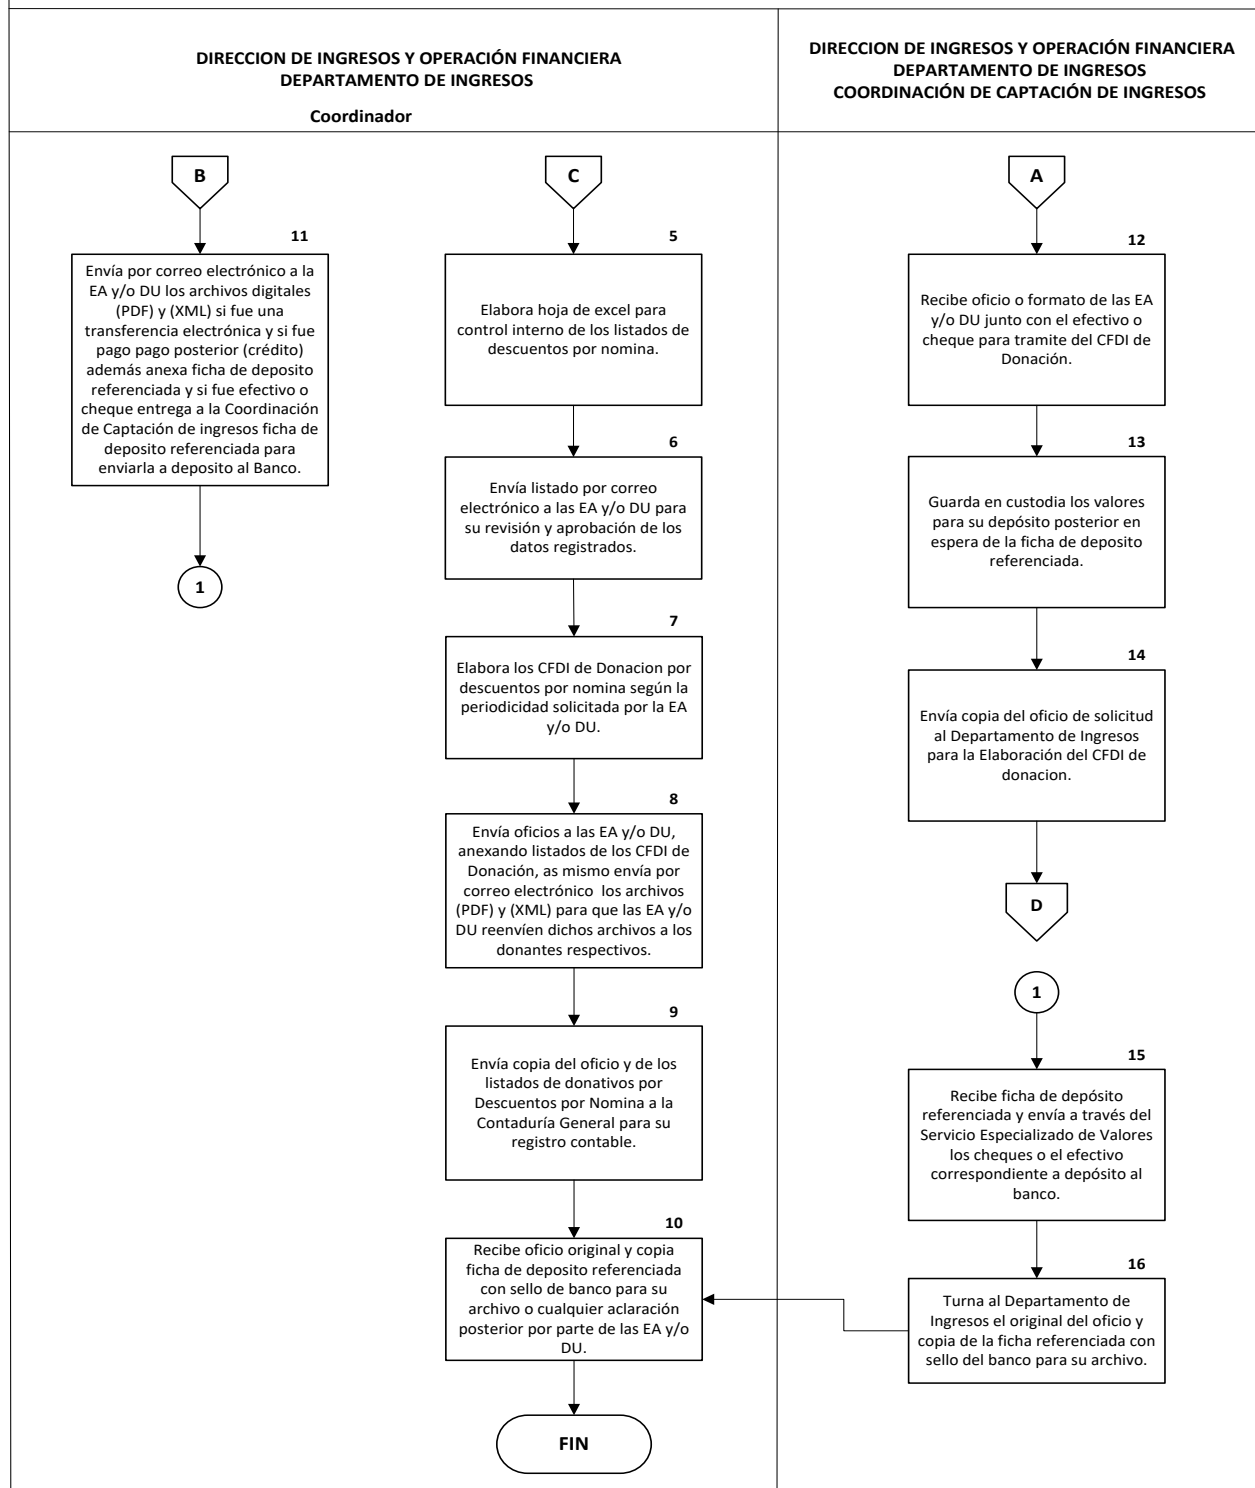 DIRECCION DE INGRESOS Y OPERACIÓN FINANCIERA
DEPARTAMENTO DE INGRESOS
Coordinador
DIRECCION DE INGRESOS Y OPERACIÓN FINANCIERA
DEPARTAMENTO DE INGRESOS
COORDINACIÓN DE CAPTACIÓN DE INGRESOS
B
11
Envía por correo electrónico a la
EA y/o DU los archivos digitales
(PDF) y (XML) si fue una
transferencia electrónica y si fue
pago pago posterior (crédito)
además anexa ficha de deposito
referenciada y si fue efectivo o
cheque entrega a la Coordinación
de Captación de ingresos ficha de
deposito referenciada para
enviarla a deposito al Banco.
1
C
5
Elabora hoja de excel para
control interno de los listados de
descuentos por nomina.
6
Envía listado por correo
electrónico a las EA y/o DU para
su revisión y aprobación de los
datos registrados.
7
Elabora los CFDI de Donacion por
descuentos por nomina según la
periodicidad solicitada por la EA
y/o DU.
8
Envía oficios a las EA y/o DU,
anexando listados de los CFDI de
Donación, as mismo envía por
correo electrónico los archivos
(PDF) y (XML) para que las EA y/o
DU reenvíen dichos archivos a los
donantes respectivos.
9
Envía copia del oficio y de los
listados de donativos por
Descuentos por Nomina a la
Contaduría General para su
registro contable.
10
Recibe oficio original y copia
ficha de deposito referenciada
con sello de banco para su
archivo o cualquier aclaración
posterior por parte de las EA y/o
DU.
FIN
A
12
Recibe oficio o formato de las EA
y/o DU junto con el efectivo o
cheque para tramite del CFDI de
Donación.
13
Guarda en custodia los valores
para su depósito posterior en
espera de la ficha de deposito
referenciada.
14
Envía copia del oficio de solicitud
al Departamento de Ingresos
para la Elaboración del CFDI de
donacion.
D
1
15
Recibe ficha de depósito
referenciada y envía a través del
Servicio Especializado de Valores
los cheques o el efectivo
correspondiente a depósito al
banco.
16
Turna al Departamento de
Ingresos el original del oficio y
copia de la ficha referenciada con
sello del banco para su archivo.